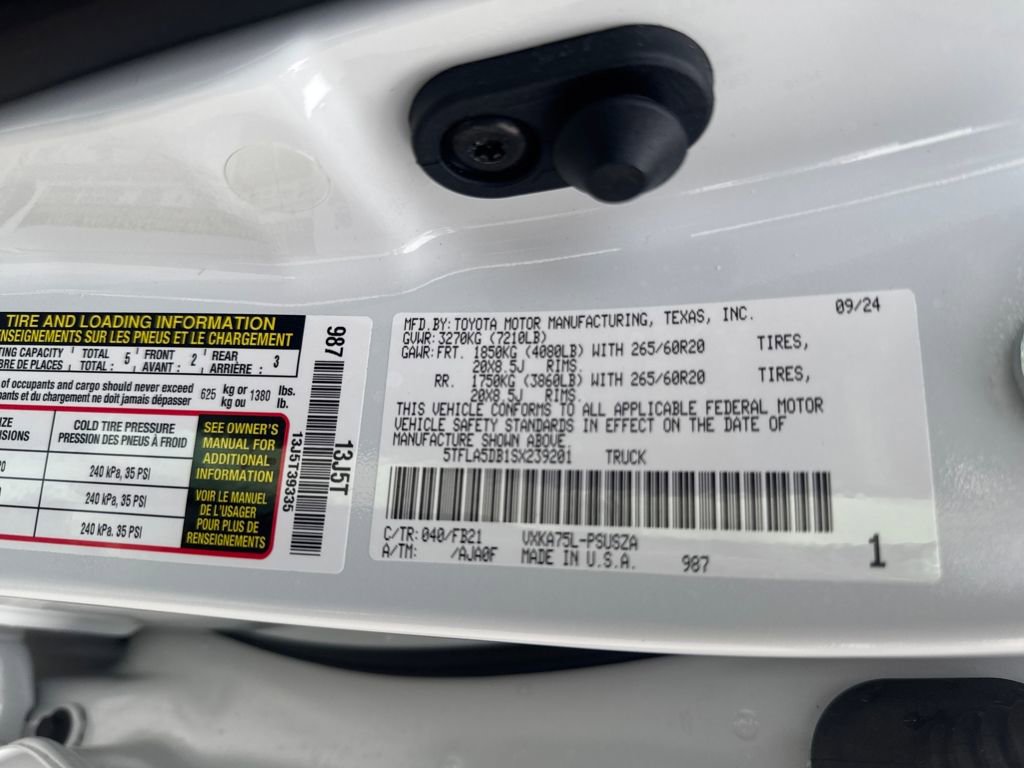 TIRE AND LOADING INFORMATION
ENSEIGNEMENTS SUR LES PNEUS ET LE CHARGEMENT
TING CAPACITY TOTAL 5 FRONT 2 REAR 3
BRE DE PLACES TOTAL : AVANT : ARRIÈRE :
of occupants and cargo should never exceed 625 kg or 1380 lbs.
pants et du chargement ne doit jamais dépasser kg ou lb.
ZE COLD TIRE PRESSURE
NSIONS PRESSION DES PNEUS À FROID
20 240 kPa, 35 PSI
240 kPa, 35 PSI
240 kPa, 35 PSI
SEE OWNER'S
MANUAL FOR
ADDITIONAL
INFORMATION
VOIR LE MANUEL
DE L'USAGER
POUR PLUS DE
RENSEIGNEMENTS
987
13J5T
13J5T39335
MFD.BY: TOYOTA MOTOR MANUFACTURING, TEXAS, INC. 09/24
GVWR: 3270KG (7210LB)
GAWR: FRT. 1850KG (4080LB) WITH 265/60R20 TIRES,
20X8.5J RIMS.
RR. 1750KG (3860LB) WITH 265/60R20 TIRES,
20X8.5J RIMS.
THIS VEHICLE CONFORMS TO ALL APPLICABLE FEDERAL MOTOR
VEHICLE SAFETY STANDARDS IN EFFECT ON THE DATE OF
MANUFACTURE SHOWN ABOVE.
5TFLA5DB1SX239201 TRUCK
C/TR: 040/FB21 VXKA75L-PSUSZA
A/TM: /AJA0F MADE IN U.S.A. 987 1